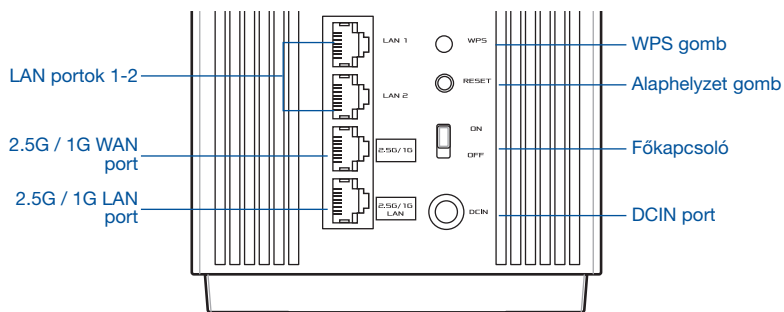 LAN portok 1-2
2.5G / 1G WAN
port
2.5G / 1G LAN
port
LAN 1
LAN 2
2.5G/1G
2.5G/1G
LAN
WPS
RESET
ON
OFF
DCIN
WPS gomb
Alaphelyzet gomb
Főkapcsoló
DCIN port